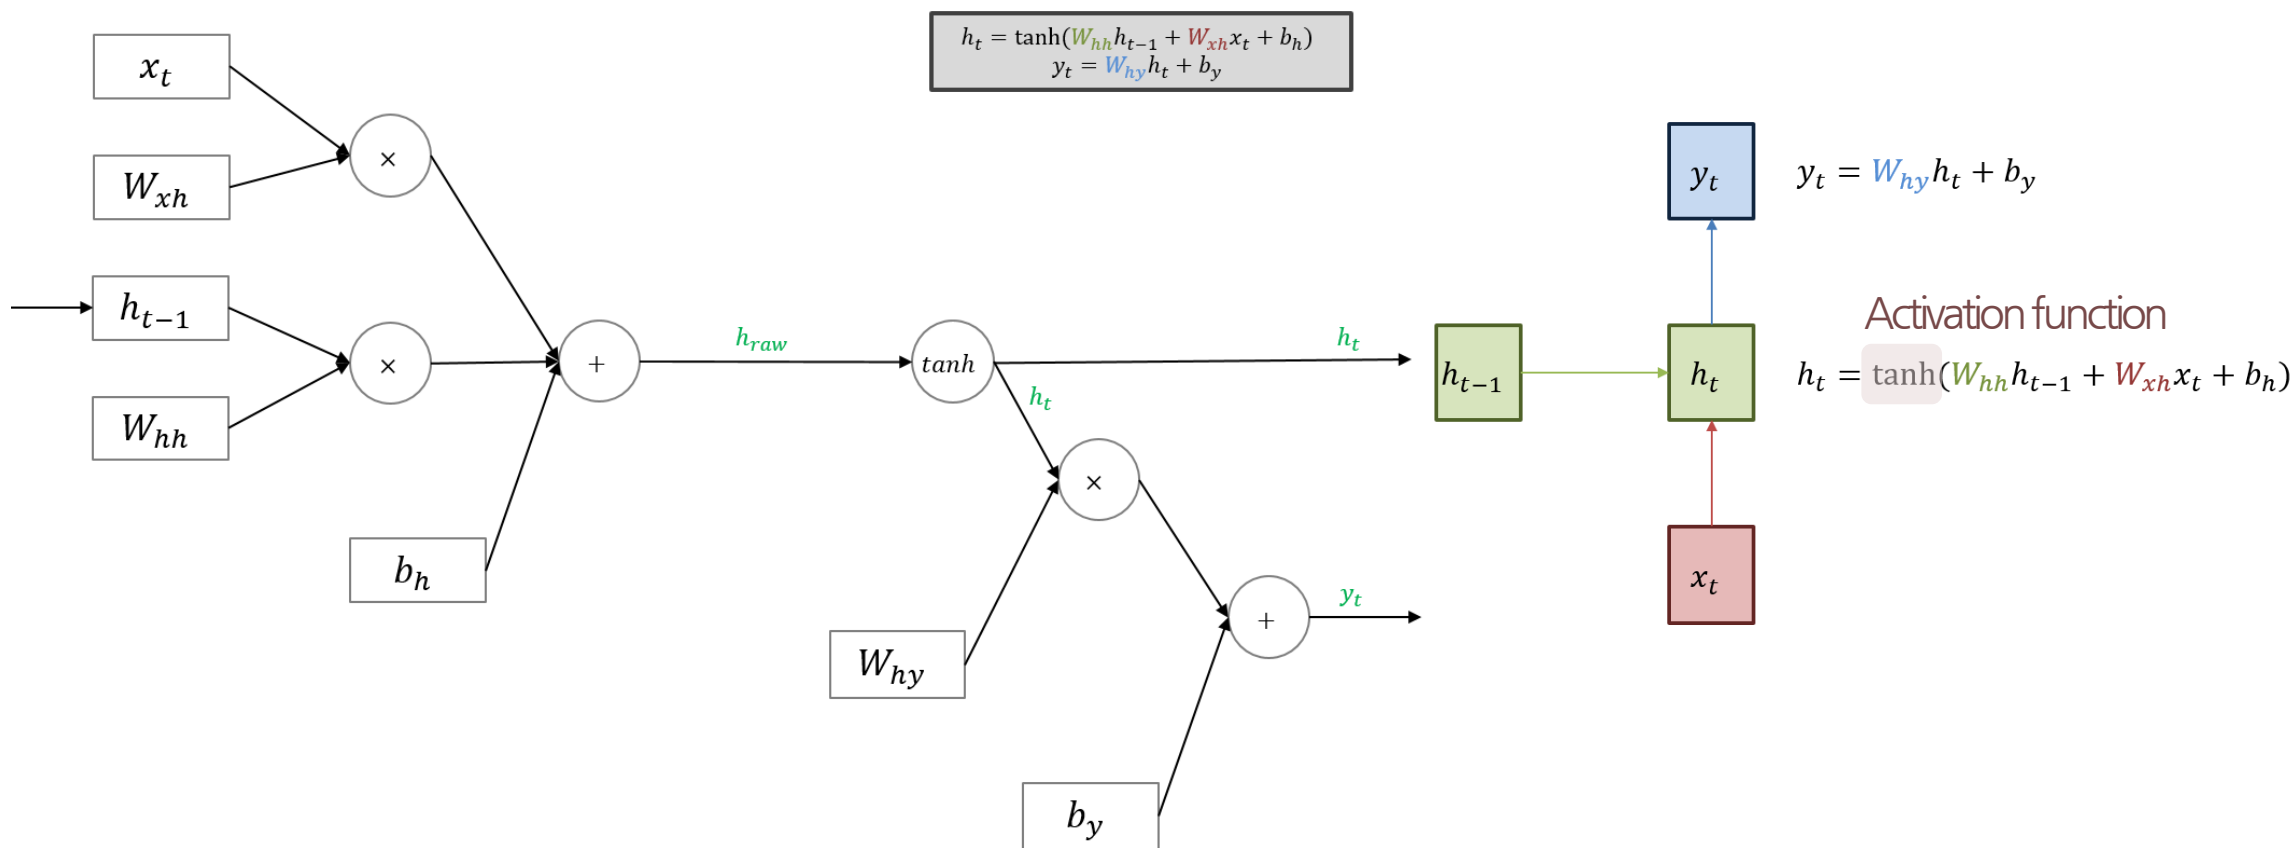 h_t = tanh(W_hh h_{t−1} + W_xh x_t + b_h)
y_t = W_hy h_t + b_y
x_t
×
W_xh
h_{t−1}
×
W_hh
b_h
+
h_raw
tanh
h_t
h_t
×
W_hy
+
y_t
b_y
y_t
y_t = W_hy h_t + b_y
Activation function
h_{t−1}
h_t
h_t = tanh(W_hh h_{t−1} + W_xh x_t + b_h)
x_t